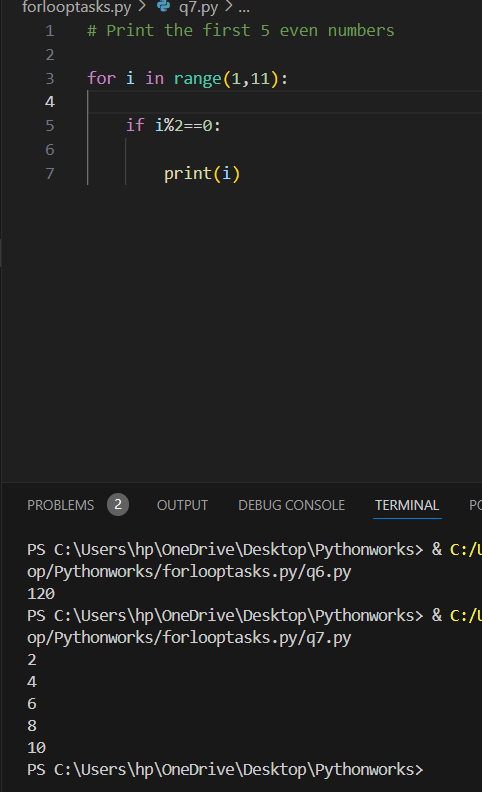 forlooptasks.py > q7.py > ...
1 # Print the first 5 even numbers
2
3 for i in range(1,11):
4
5 if i%2==0:
6
7 print(i)
PROBLEMS 2 OUTPUT DEBUG CONSOLE TERMINAL PO
PS C:\Users\hp\OneDrive\Desktop\Pythonworks> & C:/U
op/Pythonworks/forlooptasks.py/q6.py
120
PS C:\Users\hp\OneDrive\Desktop\Pythonworks> & C:/U
op/Pythonworks/forlooptasks.py/q7.py
2
4
6
8
10
PS C:\Users\hp\OneDrive\Desktop\Pythonworks>